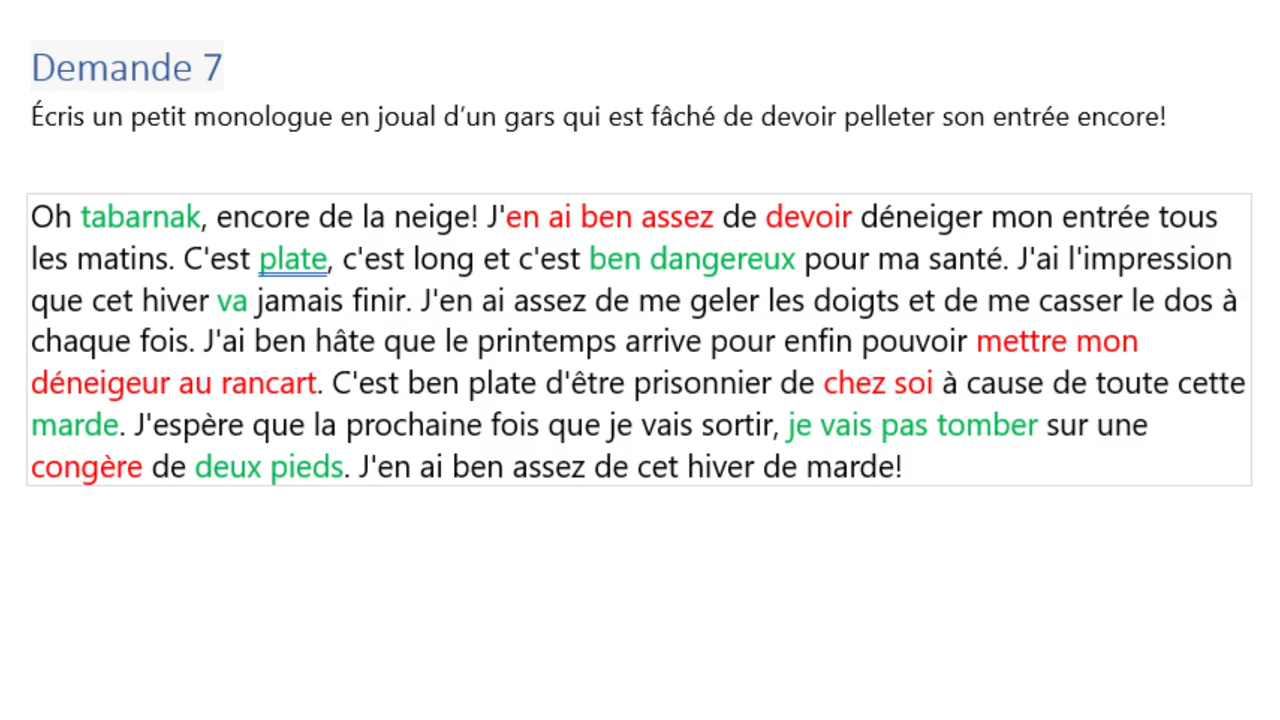 Demande 7
Écris un petit monologue en joual d’un gars qui est fâché de devoir pelleter son entrée encore!
Oh tabarnak, encore de la neige! J'en ai ben assez de devoir déneiger mon entrée tous
les matins. C'est plate, c'est long et c'est ben dangereux pour ma santé. J'ai l'impression
que cet hiver va jamais finir. J'en ai assez de me geler les doigts et de me casser le dos à
chaque fois. J'ai ben hâte que le printemps arrive pour enfin pouvoir mettre mon
déneigeur au rancart. C'est ben plate d'être prisonnier de chez soi à cause de toute cette
marde. J'espère que la prochaine fois que je vais sortir, je vais pas tomber sur une
congère de deux pieds. J'en ai ben assez de cet hiver de marde!